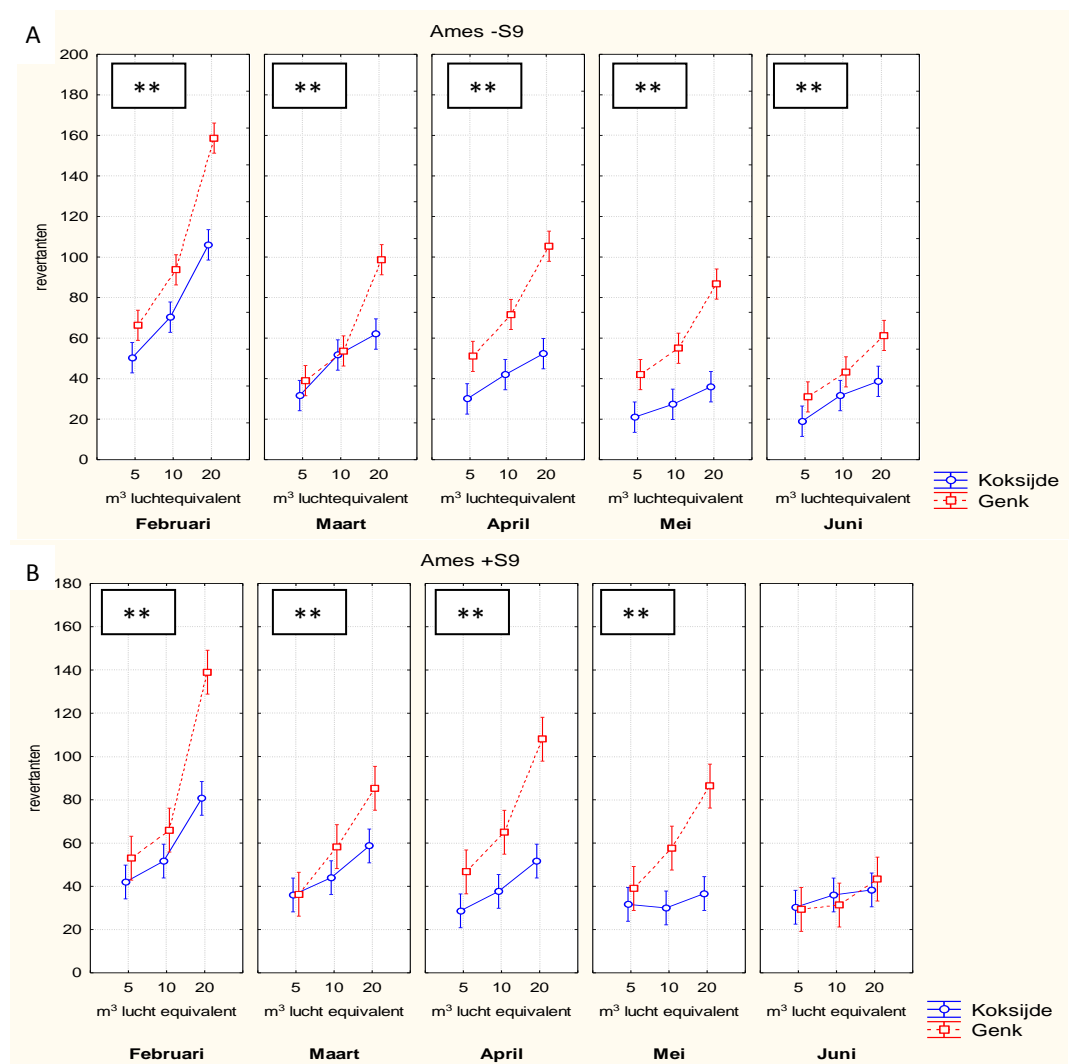 A
Ames -S9
200
180
160
140
120
100
80
60
40
20
0
revertanten
** ** ** ** **
5 10 20 5 10 20 5 10 20 5 10 20 5 10 20
m³ luchtequivalent m³ luchtequivalent m³ luchtequivalent m³ luchtequivalent m³ luchtequivalent
Februari Maart April Mei Juni
Koksijde
Genk
B
Ames +S9
180
160
140
120
100
80
60
40
20
0
revertanten
** ** ** **
5 10 20 5 10 20 5 10 20 5 10 20 5 10 20
m³ lucht equivalent m³ lucht equivalent m³ lucht equivalent m³ lucht equivalent m³ lucht equivalent
Februari Maart April Mei Juni
Koksijde
Genk